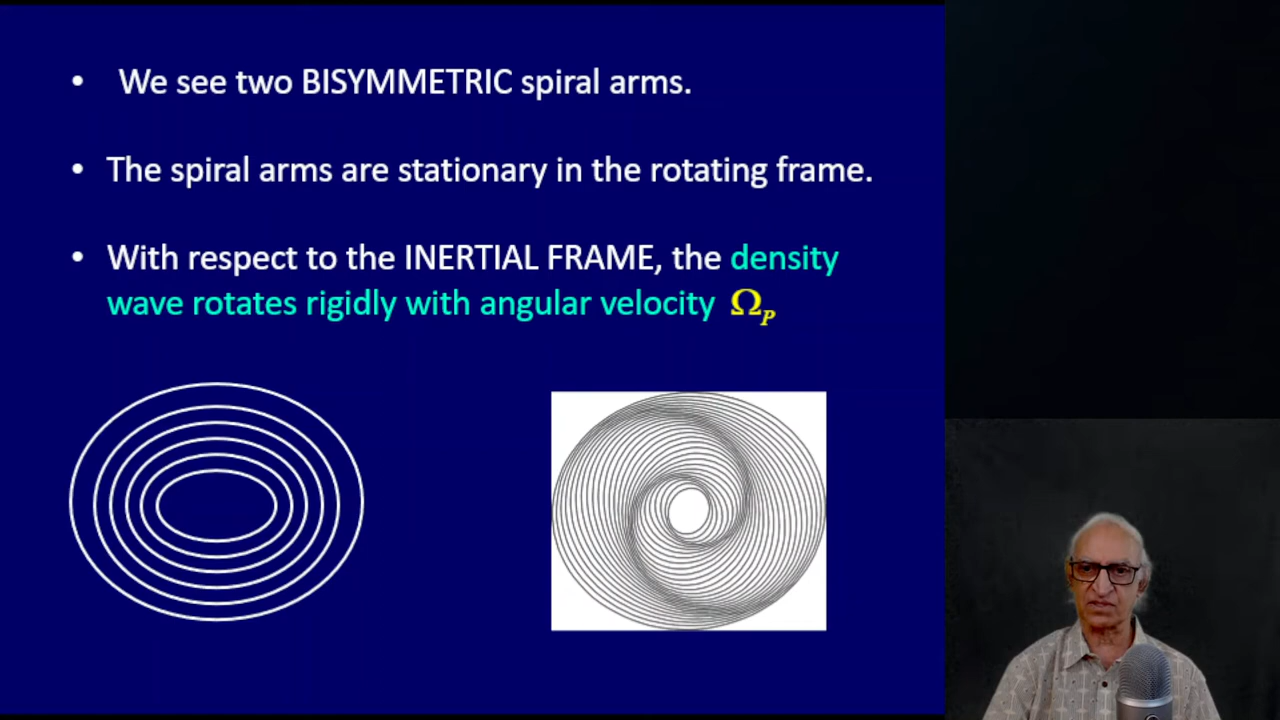 • We see two BISYMMETRIC spiral arms.
• The spiral arms are stationary in the rotating frame.
• With respect to the INERTIAL FRAME, the density
wave rotates rigidly with angular velocity Ωₚ